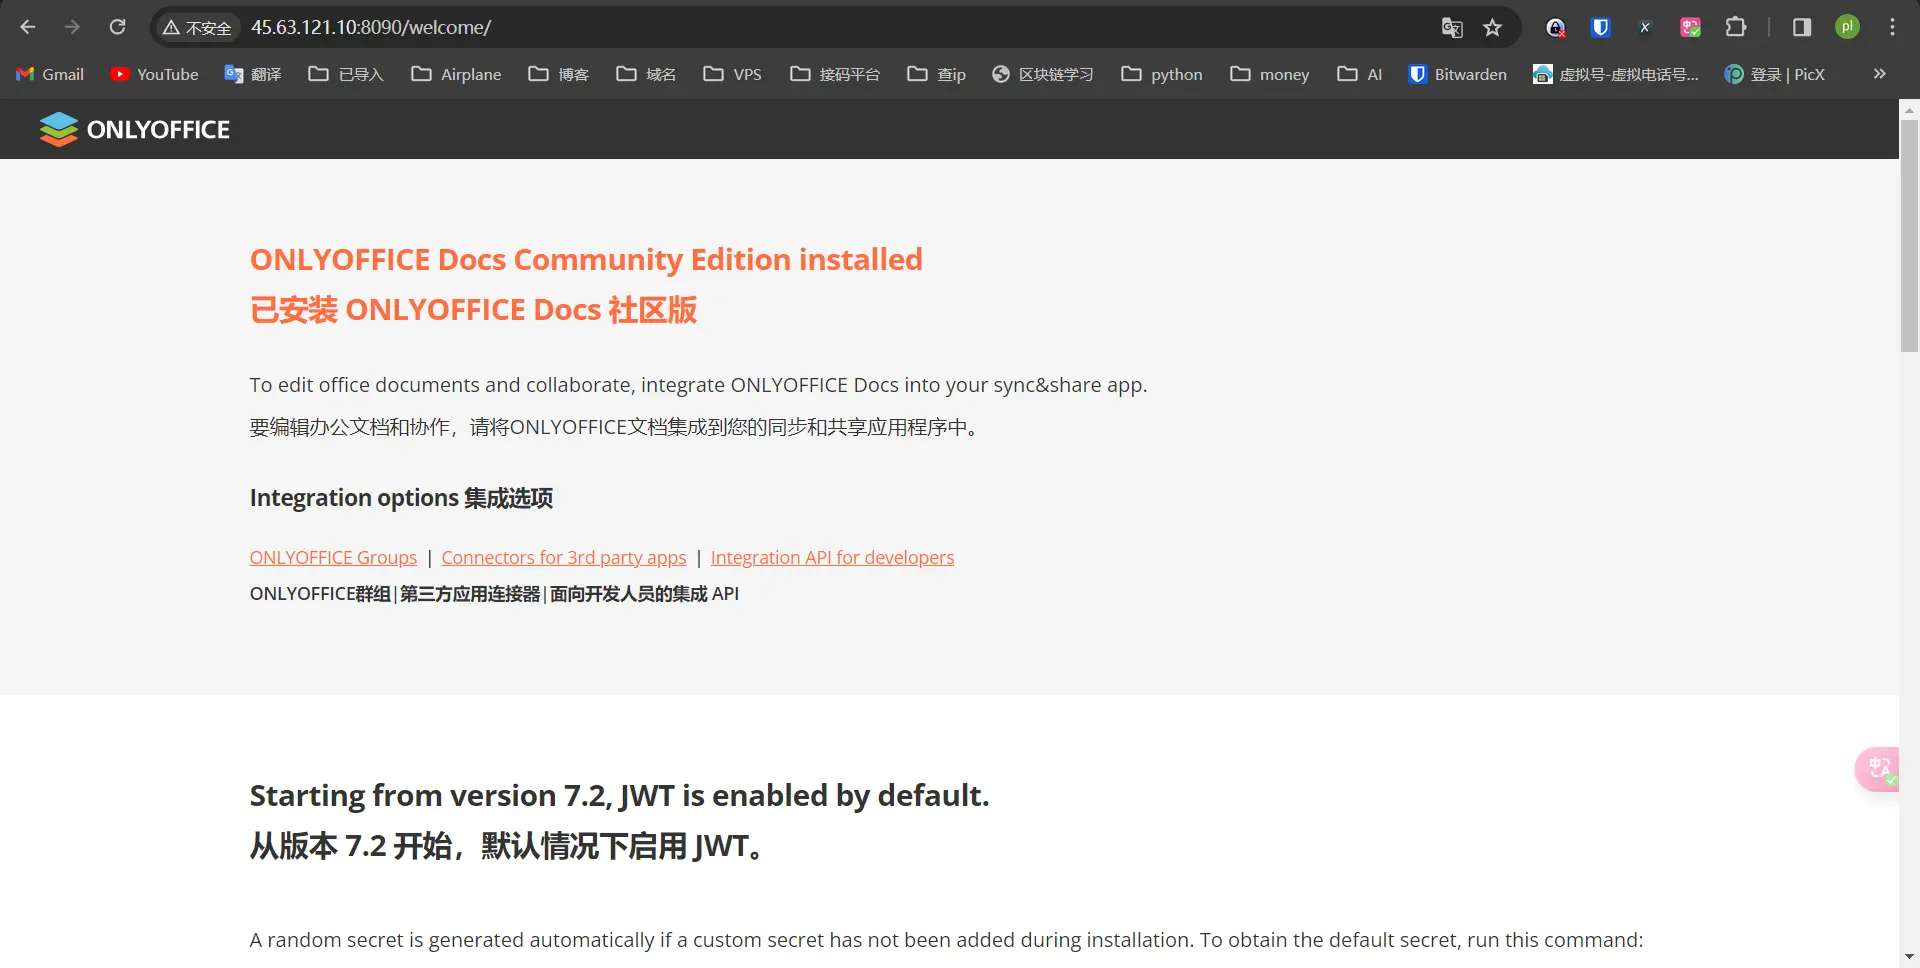 不安全 45.63.121.10:8090/welcome/ pl
Gmail YouTube 翻译 已导入 Airplane 博客 域名 VPS 接码平台 查ip 区块链学习 python money AI Bitwarden 虚拟号-虚拟电话号... 登录 | PicX »
ONLYOFFICE
ONLYOFFICE Docs Community Edition installed
已安装 ONLYOFFICE Docs 社区版
To edit office documents and collaborate, integrate ONLYOFFICE Docs into your sync&share app.
要编辑办公文档和协作，请将ONLYOFFICE文档集成到您的同步和共享应用程序中。
Integration options 集成选项
ONLYOFFICE Groups | Connectors for 3rd party apps | Integration API for developers
ONLYOFFICE群组|第三方应用连接器|面向开发人员的集成 API
Starting from version 7.2, JWT is enabled by default.
从版本 7.2 开始，默认情况下启用 JWT。
A random secret is generated automatically if a custom secret has not been added during installation. To obtain the default secret, run this command: